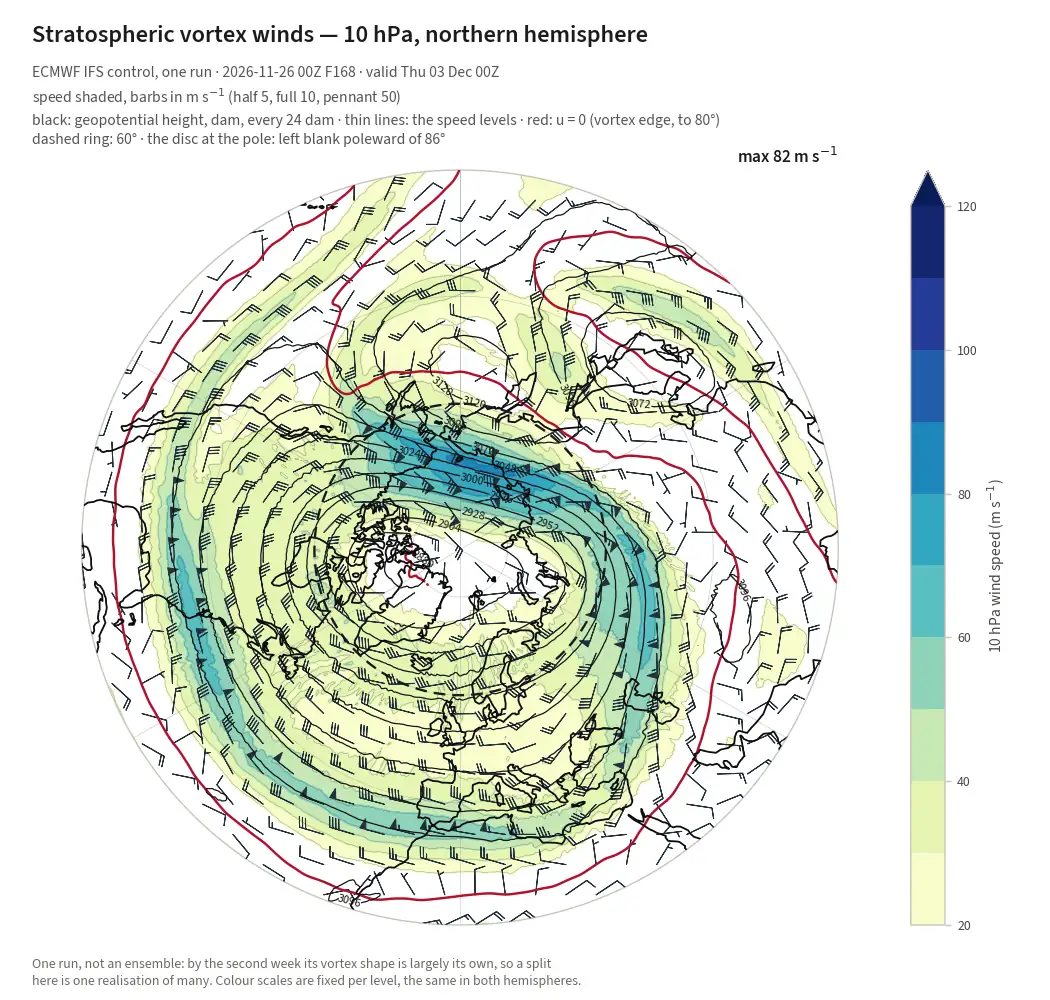 Stratospheric vortex winds — 10 hPa, northern hemisphere
ECMWF IFS control, one run · 2026-11-26 00Z F168 · valid Thu 03 Dec 00Z
speed shaded, barbs in m s⁻¹ (half 5, full 10, pennant 50)
black: geopotential height, dam, every 24 dam · thin lines: the speed levels · red: u = 0 (vortex edge, to 80°)
dashed ring: 60° · the disc at the pole: left blank poleward of 86°
max 82 m s⁻¹
120
100
80
60
40
20
10 hPa wind speed (m s⁻¹)
3120
3120
3072
3024
3048
3000
2928
2952
2904
3096
3096
One run, not an ensemble: by the second week its vortex shape is largely its own, so a split
here is one realisation of many. Colour scales are fixed per level, the same in both hemispheres.